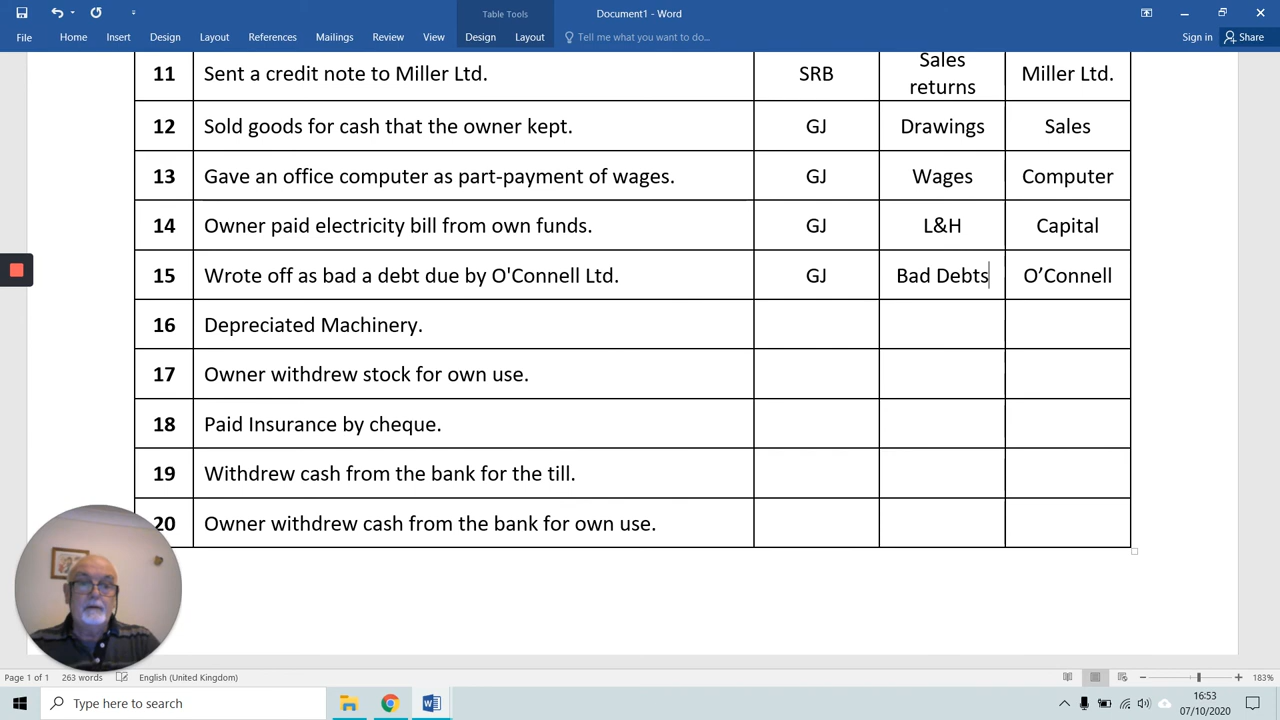 Table Tools
Document1 - Word
File Home Insert Design Layout References Mailings Review View Design Layout Tell me what you want to do... Sign in Share
11 Sent a credit note to Miller Ltd. SRB Sales returns Miller Ltd.
12 Sold goods for cash that the owner kept. GJ Drawings Sales
13 Gave an office computer as part-payment of wages. GJ Wages Computer
14 Owner paid electricity bill from own funds. GJ L&H Capital
15 Wrote off as bad a debt due by O'Connell Ltd. GJ Bad Debts O’Connell
16 Depreciated Machinery.
17 Owner withdrew stock for own use.
18 Paid Insurance by cheque.
19 Withdrew cash from the bank for the till.
20 Owner withdrew cash from the bank for own use.
Page 1 of 1 263 words English (United Kingdom) 183%
Type here to search 16:53
07/10/2020